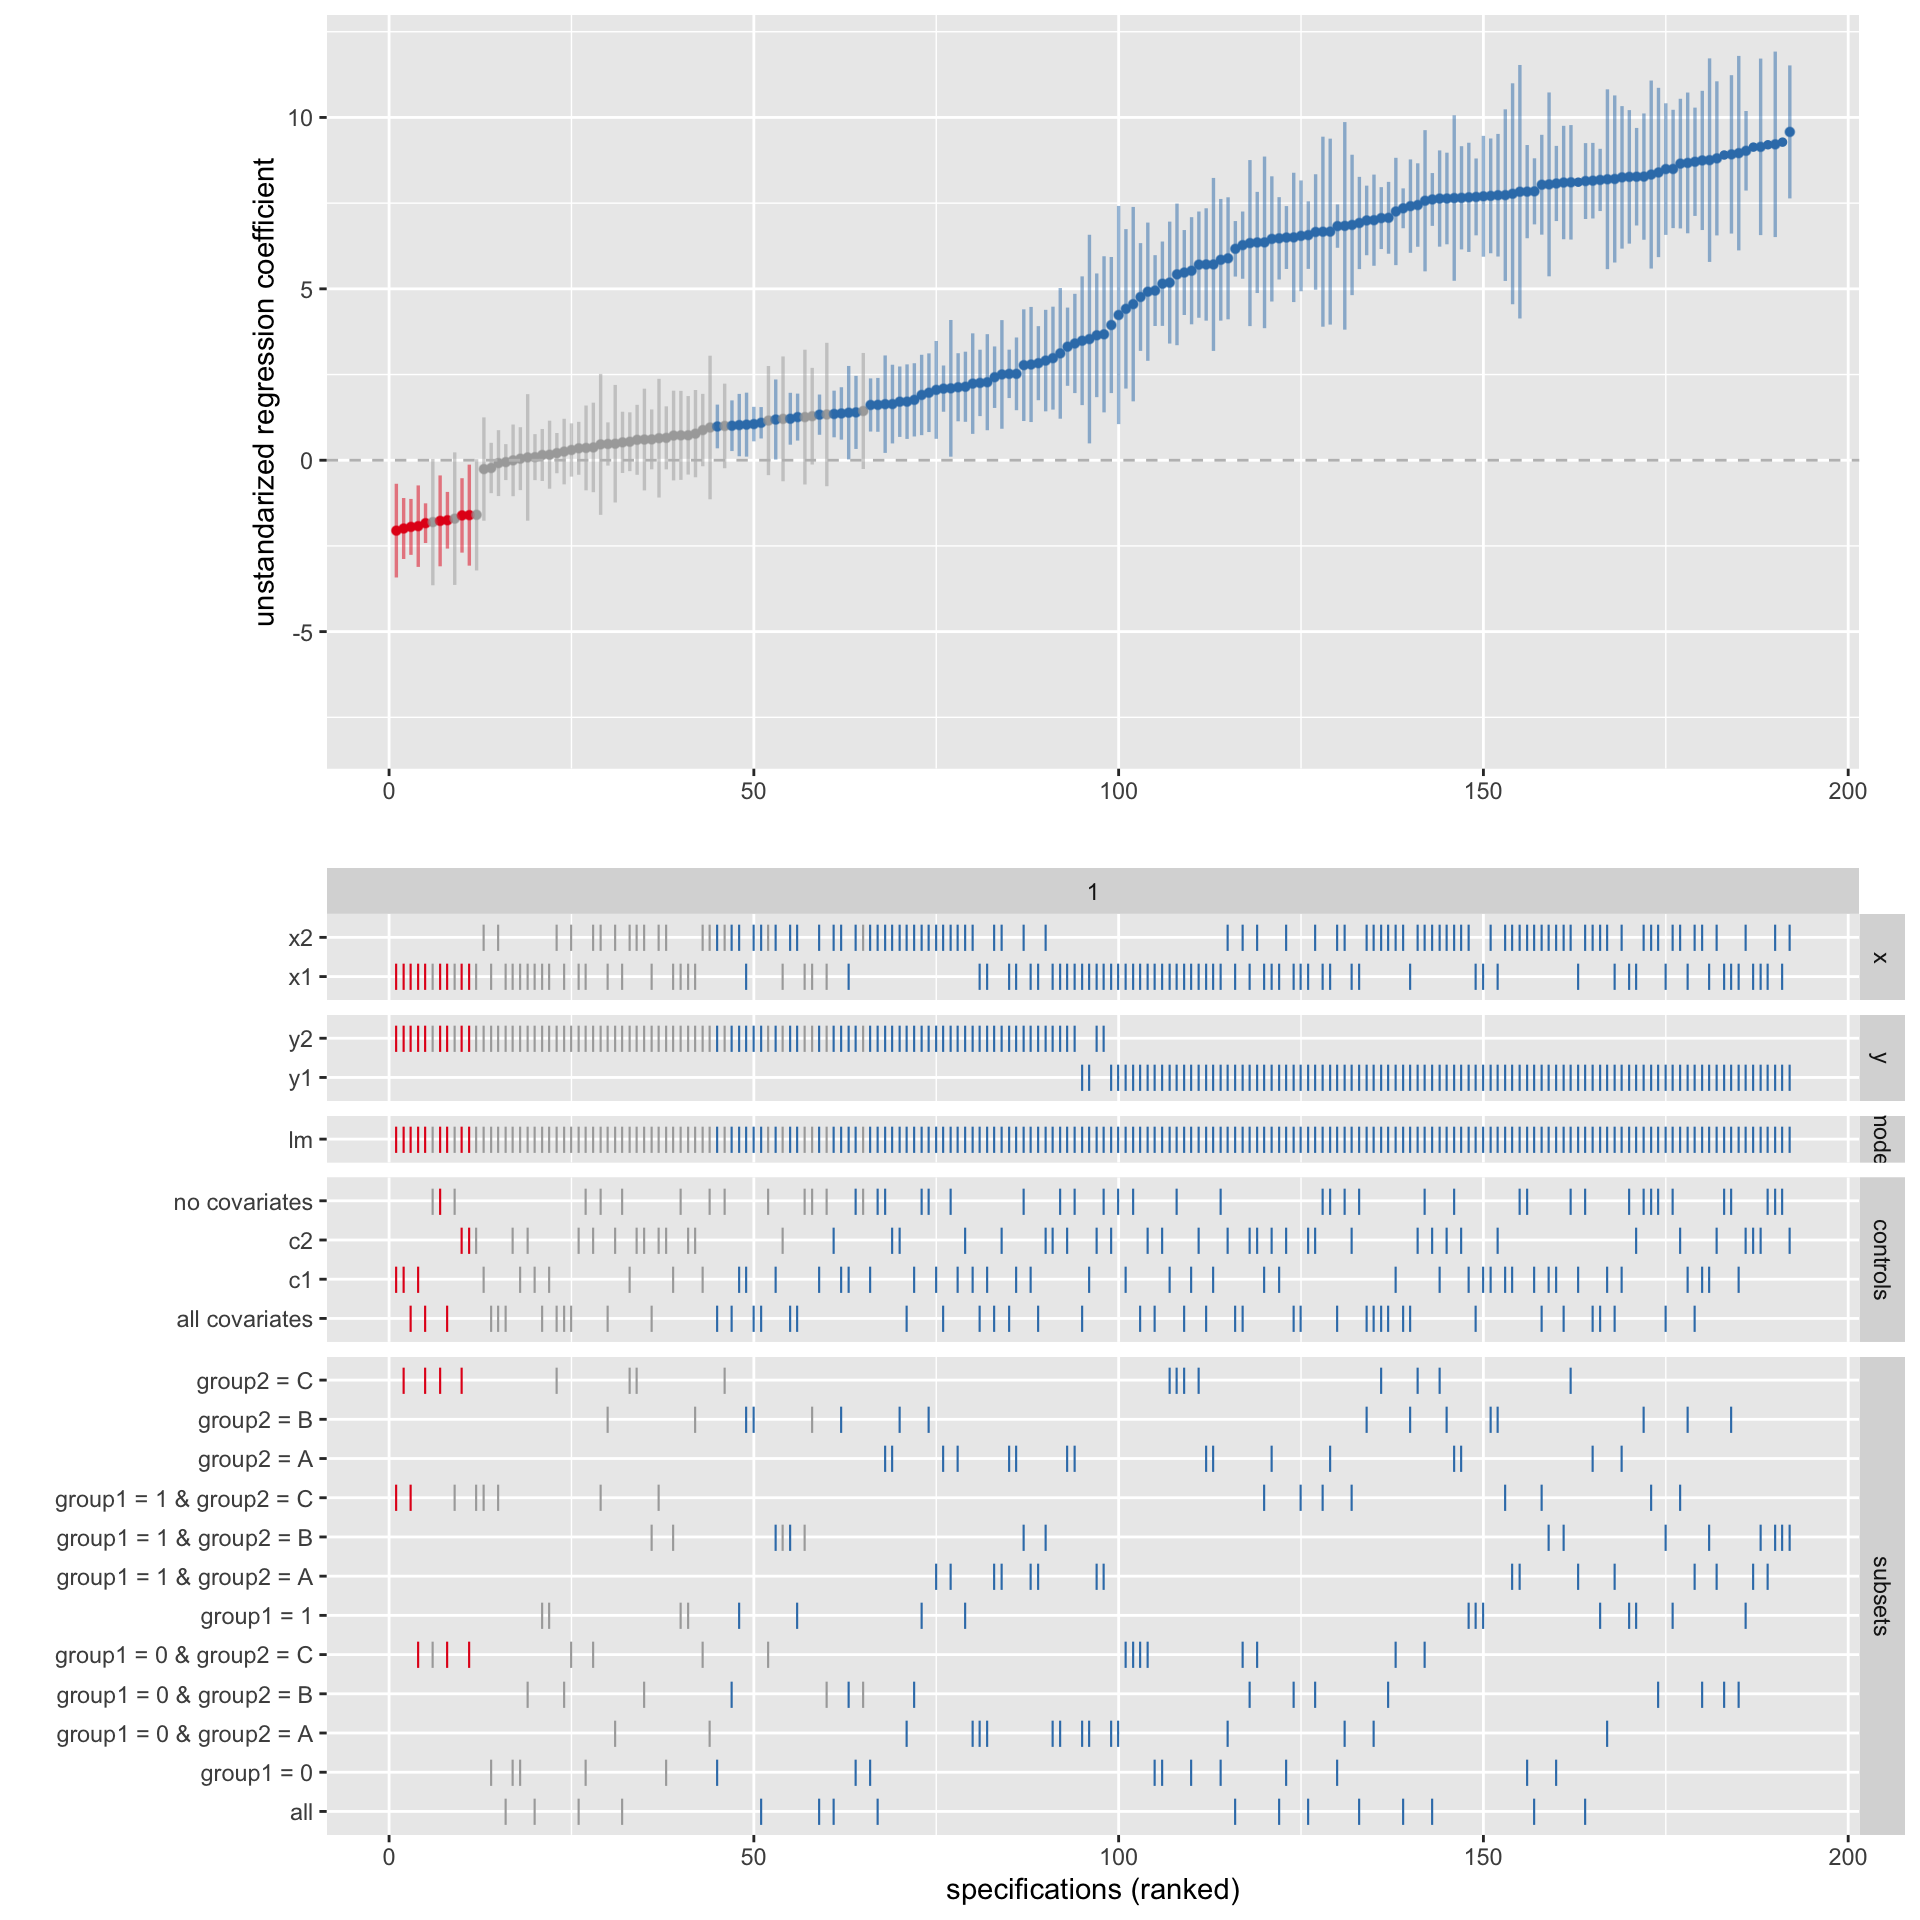 unstandarized regression coefficient
10
5
0
-5
0 50 100 150 200
1
x2
x1
x
y2
y1
y
lm
mode
no covariates
c2
c1
all covariates
controls
group2 = C
group2 = B
group2 = A
group1 = 1 & group2 = C
group1 = 1 & group2 = B
group1 = 1 & group2 = A
group1 = 1
group1 = 0 & group2 = C
group1 = 0 & group2 = B
group1 = 0 & group2 = A
group1 = 0
all
subsets
0 50 100 150 200
specifications (ranked)